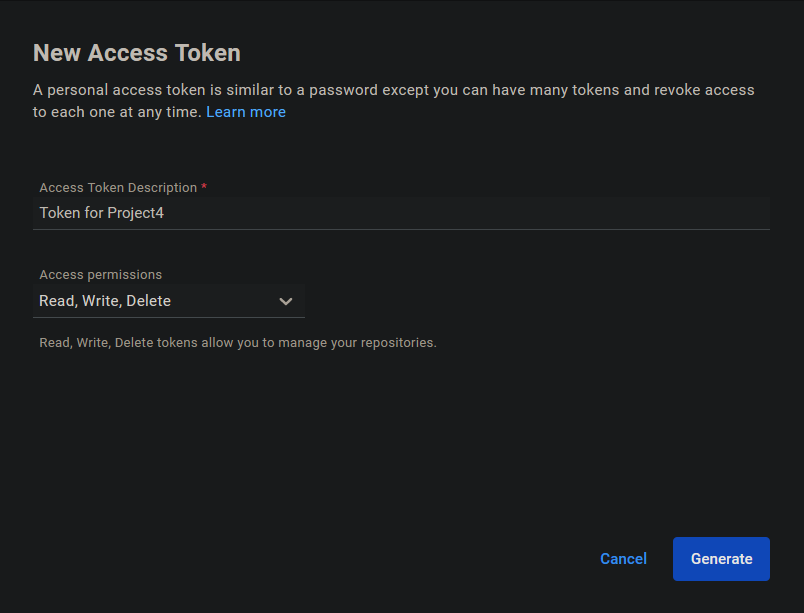 New Access Token
A personal access token is similar to a password except you can have many tokens and revoke access
to each one at any time. Learn more
Access Token Description *
Token for Project4
Access permissions
Read, Write, Delete
Read, Write, Delete tokens allow you to manage your repositories.
Cancel Generate